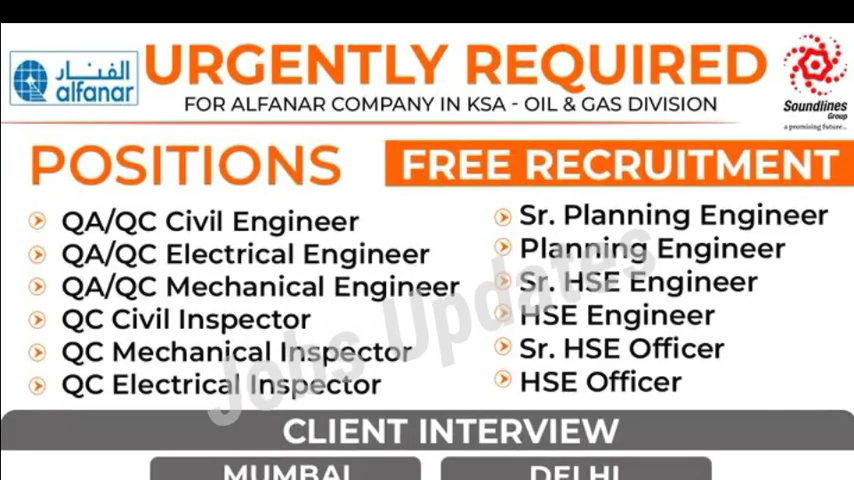 الفنار
alfanar
URGENTLY REQUIRED
FOR ALFANAR COMPANY IN KSA - OIL & GAS DIVISION
Soundlines
Group
a promising future...
POSITIONS
FREE RECRUITMENT
QA/QC Civil Engineer
QA/QC Electrical Engineer
QA/QC Mechanical Engineer
QC Civil Inspector
QC Mechanical Inspector
QC Electrical Inspector
Sr. Planning Engineer
Planning Engineer
Sr. HSE Engineer
HSE Engineer
Sr. HSE Officer
HSE Officer
Jobs Updates
CLIENT INTERVIEW
MUMBAI
DELHI